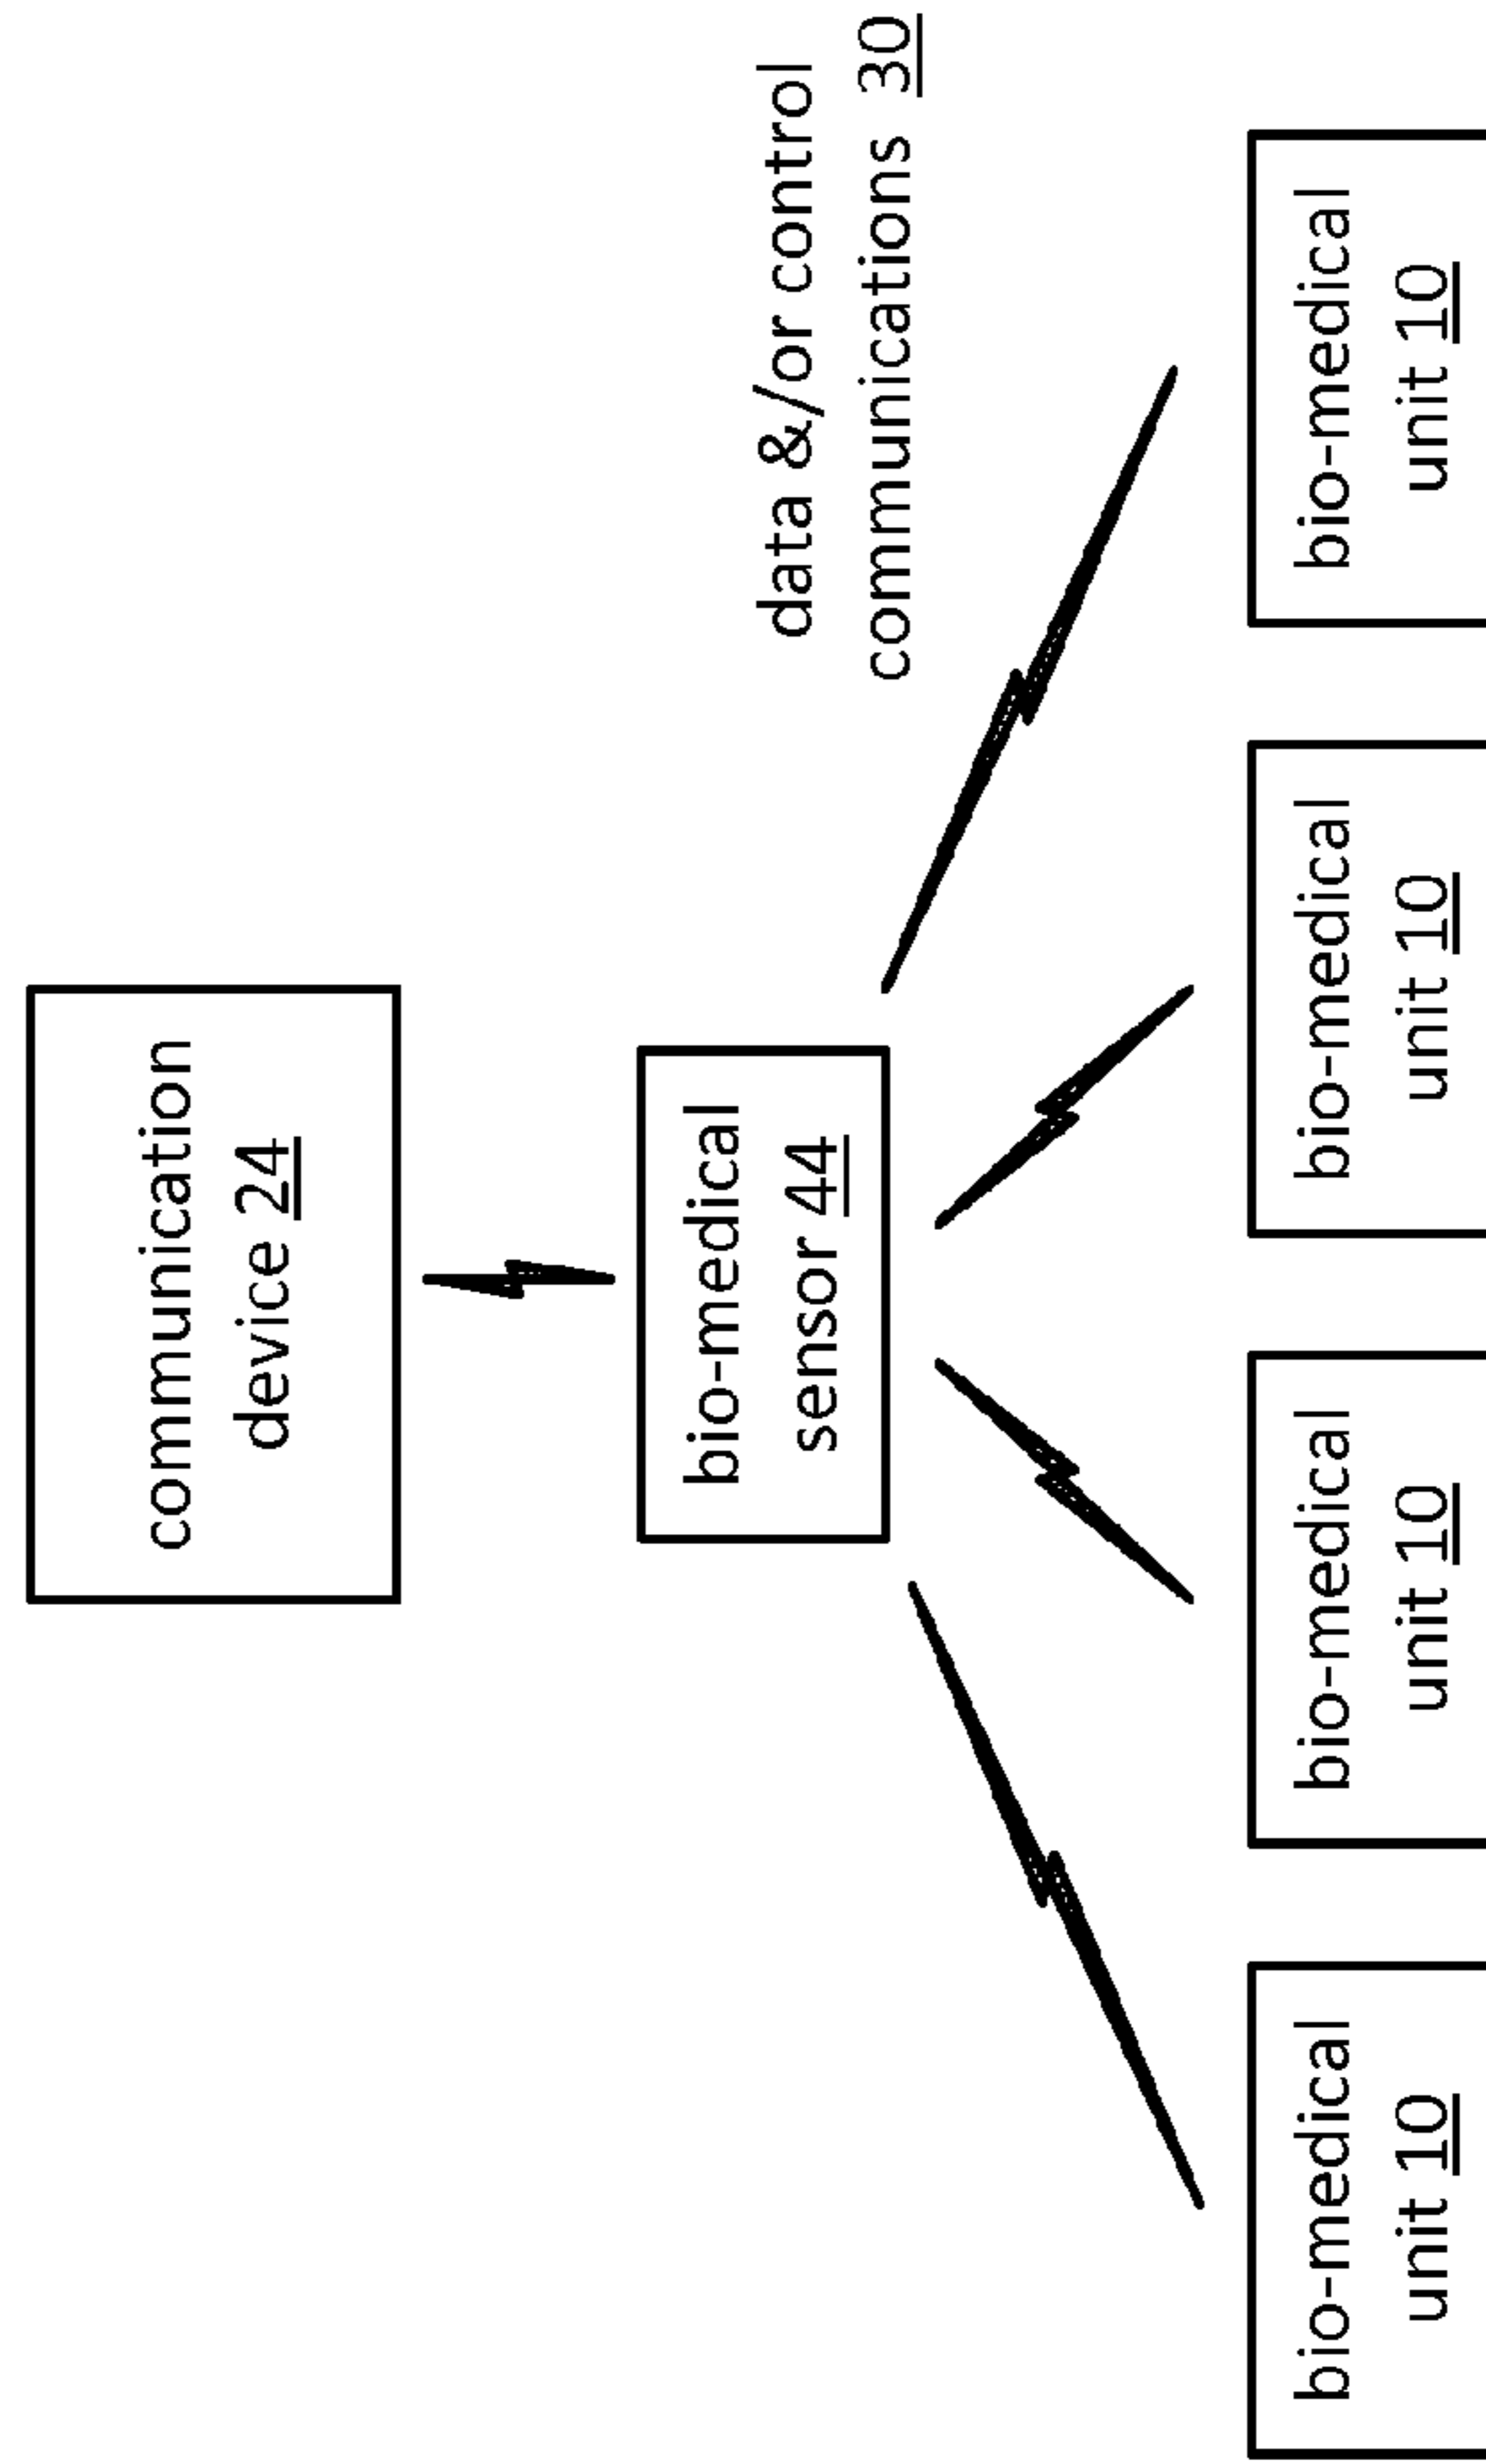 communication
device 24
data &/or control
communications 30
bio-medical
sensor 44
bio-medical
unit 10
bio-medical
unit 10
bio-medical
unit 10
bio-medical
unit 10